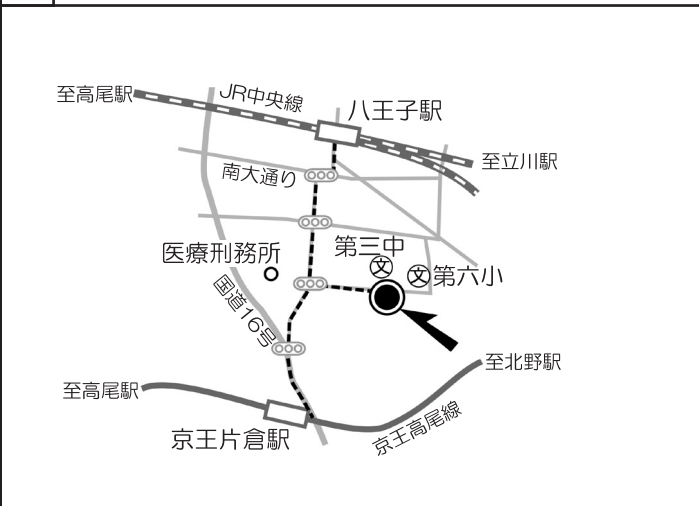 至高尾駅
JR中央線
八王子駅
至立川駅
南大通り
第三中
医療刑務所
文
文
第六小
国道16号
至北野駅
至高尾駅
京王高尾線
京王片倉駅